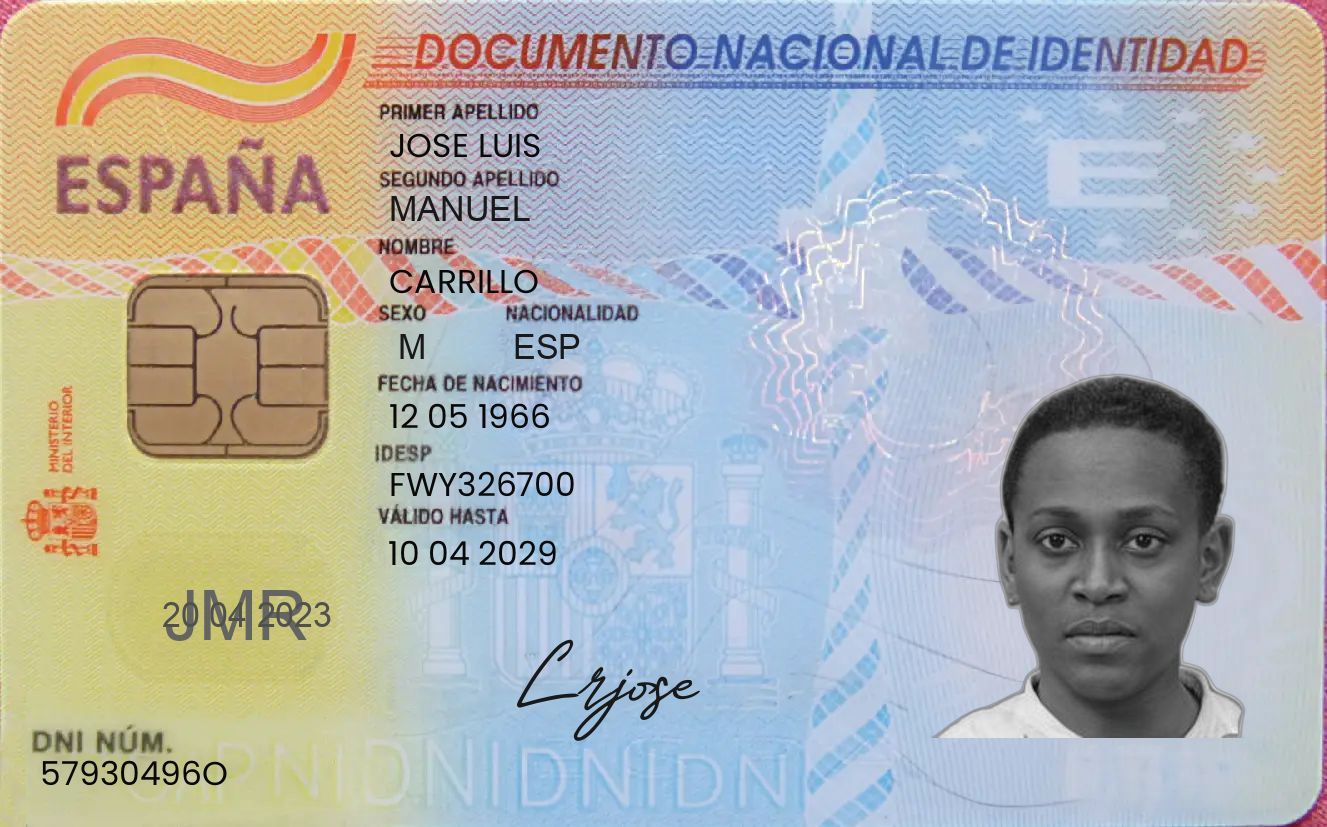 DOCUMENTO NACIONAL DE IDENTIDAD
ESPAÑA
PRIMER APELLIDO
JOSE LUIS
SEGUNDO APELLIDO
MANUEL
NOMBRE
CARRILLO
SEXO NACIONALIDAD
M ESP
FECHA DE NACIMIENTO
12 05 1966
IDESP
FWY326700
VÁLIDO HASTA
10 04 2029
MINISTERIO
DEL INTERIOR
E
JMR
20 04 2023
Lrjose
DNI NÚM.
57930496O
DNIDNIDNIDN